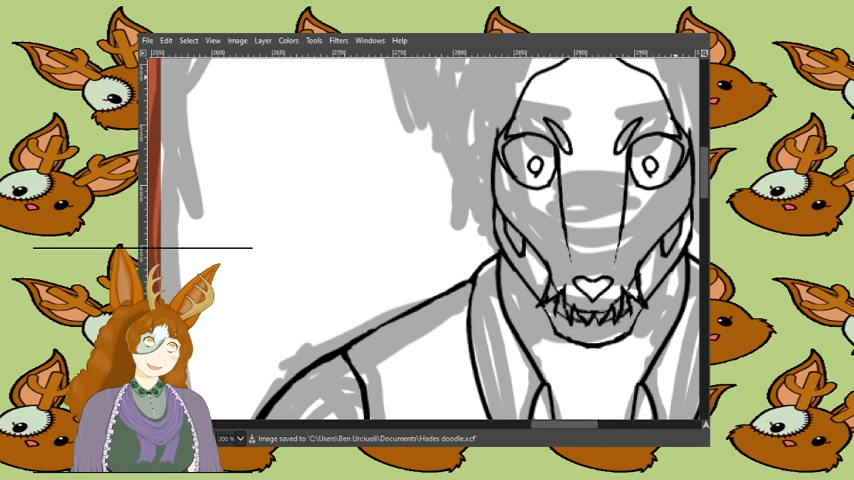 File Edit Select View Image Layer Colors Tools Filters Windows Help
2550 2600 2650 2700 2750 2800 2850 2900 2950
200 % Image saved to 'C:\Users\Ben Urciuoli\Documents\Hades doodle.xcf'